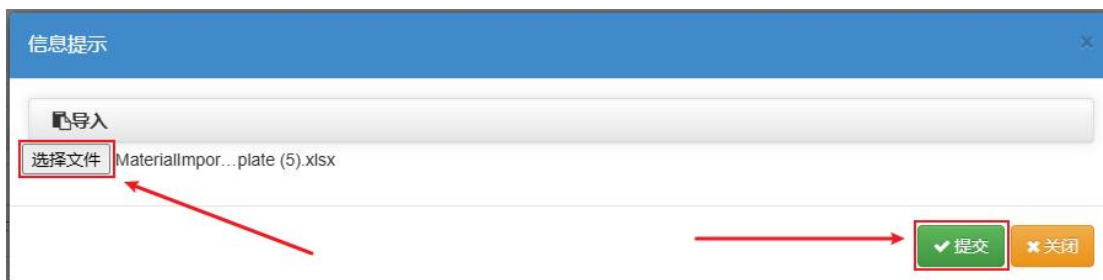 信息提示
×
导入
选择文件 MaterialImpor…plate (5).xlsx
提交 ×关闭